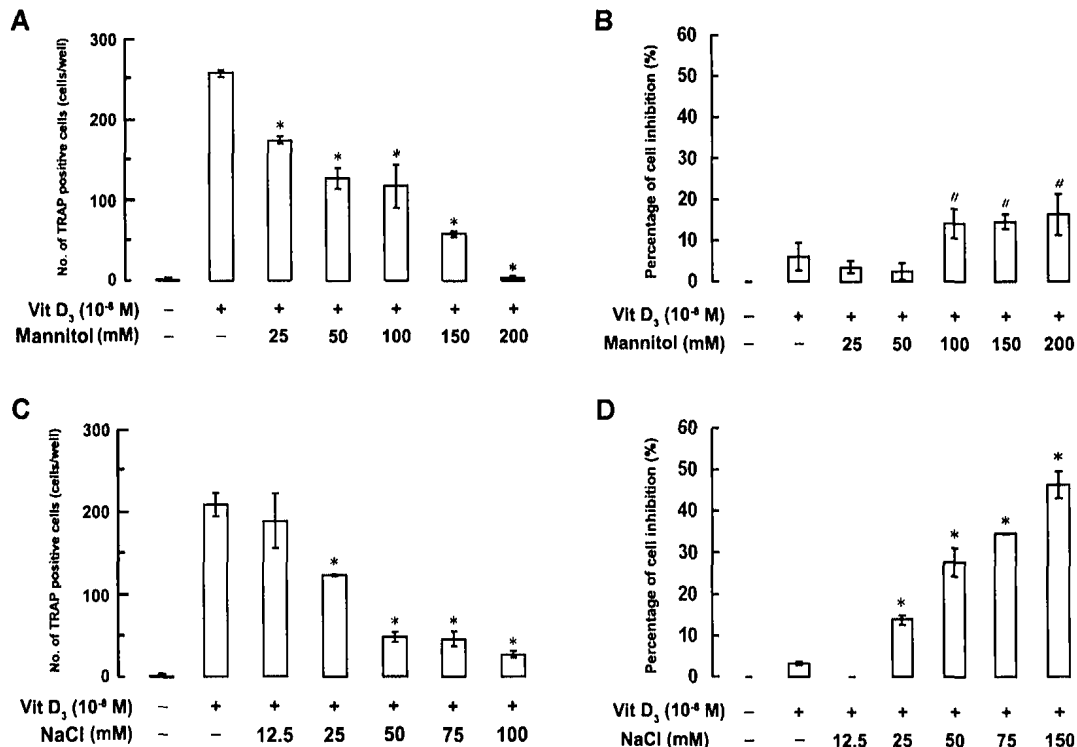 A
No. of TRAP positive cells (cells/well)
300
200
100
0
* * * * *
Vit D3 (10-8 M) – + + + + + +
Mannitol (mM) – – 25 50 100 150 200
B
Percentage of cell inhibition (%)
60
50
40
30
20
10
0
– # # #
Vit D3 (10-8 M) – + + + + + +
Mannitol (mM) – – 25 50 100 150 200
C
No. of TRAP positive cells (cells/well)
300
200
100
0
* * * *
Vit D3 (10-8 M) – + + + + + +
NaCl (mM) – – 12.5 25 50 75 100
D
Percentage of cell inhibition (%)
60
50
40
30
20
10
0
* * * *
Vit D3 (10-8 M) – + + + + + +
NaCl (mM) – – 12.5 25 50 75 150